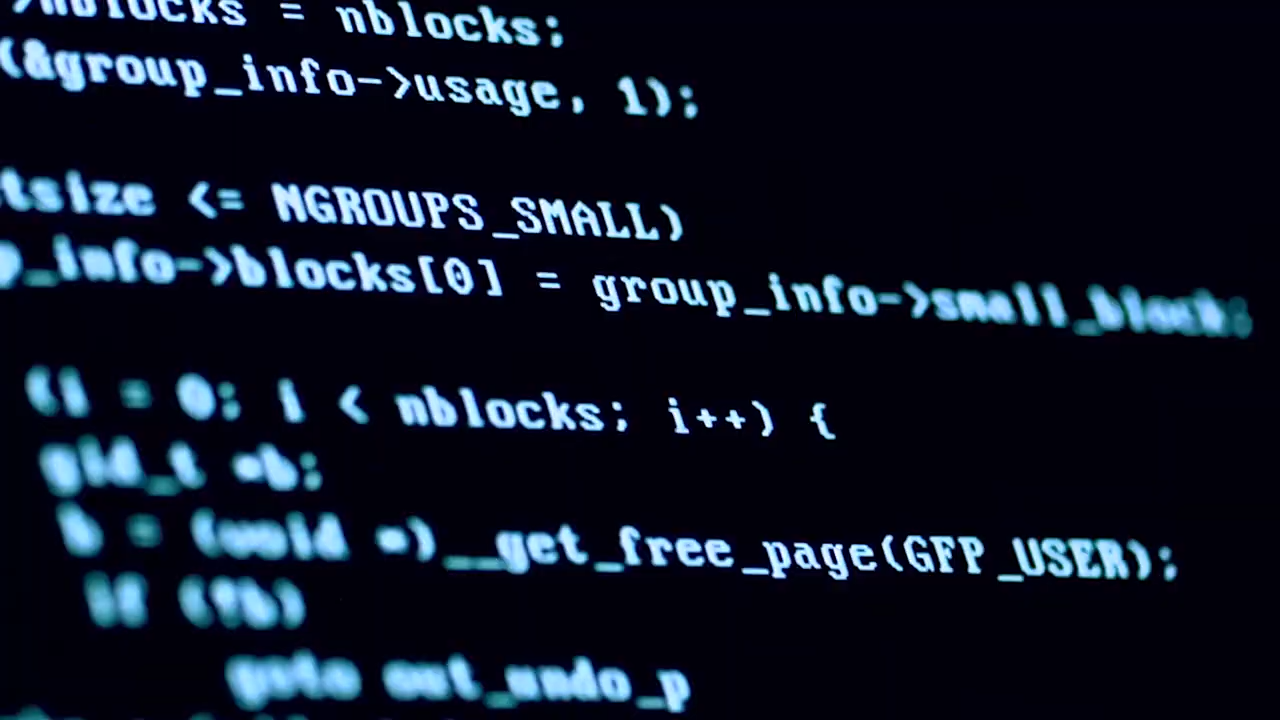 >nblocks = nblocks;
(&group_info->usage, 1);
tsize <= NGROUPS_SMALL)
p_info->blocks[0] = group_info->small_block;
(i = 0; i < nblocks; i++) {
gid_t *b;
b = (void *)__get_free_page(GFP_USER);
if (!b)
goto out_undo_p